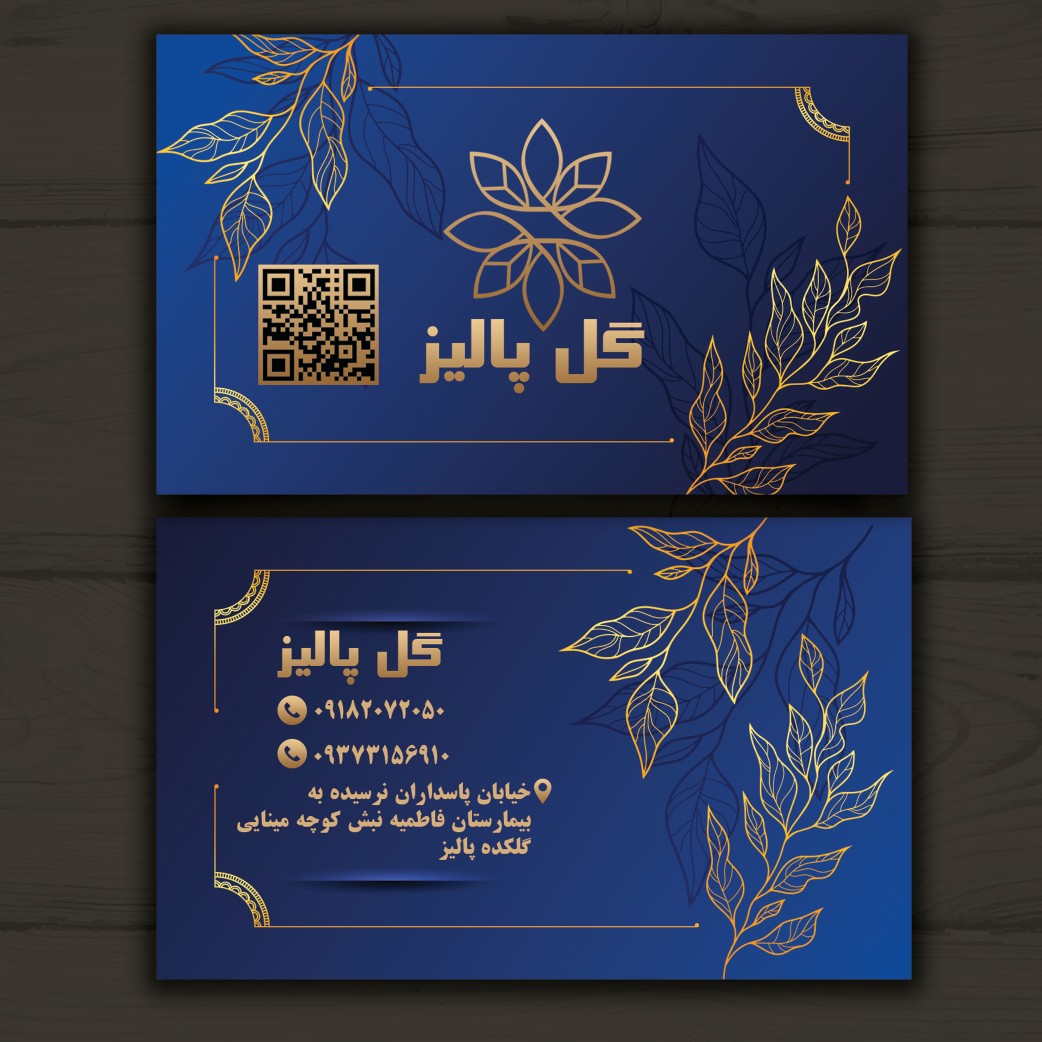 گل پالیز
گل پالیز
۰۹۱۸۲۰۷۲۰۵۰
۰۹۳۷۳۱۵۶۹۱۰
خیابان پاسداران نرسیده به
بیمارستان فاطمیه نبش کوچه مینایی
گلکده پالیز